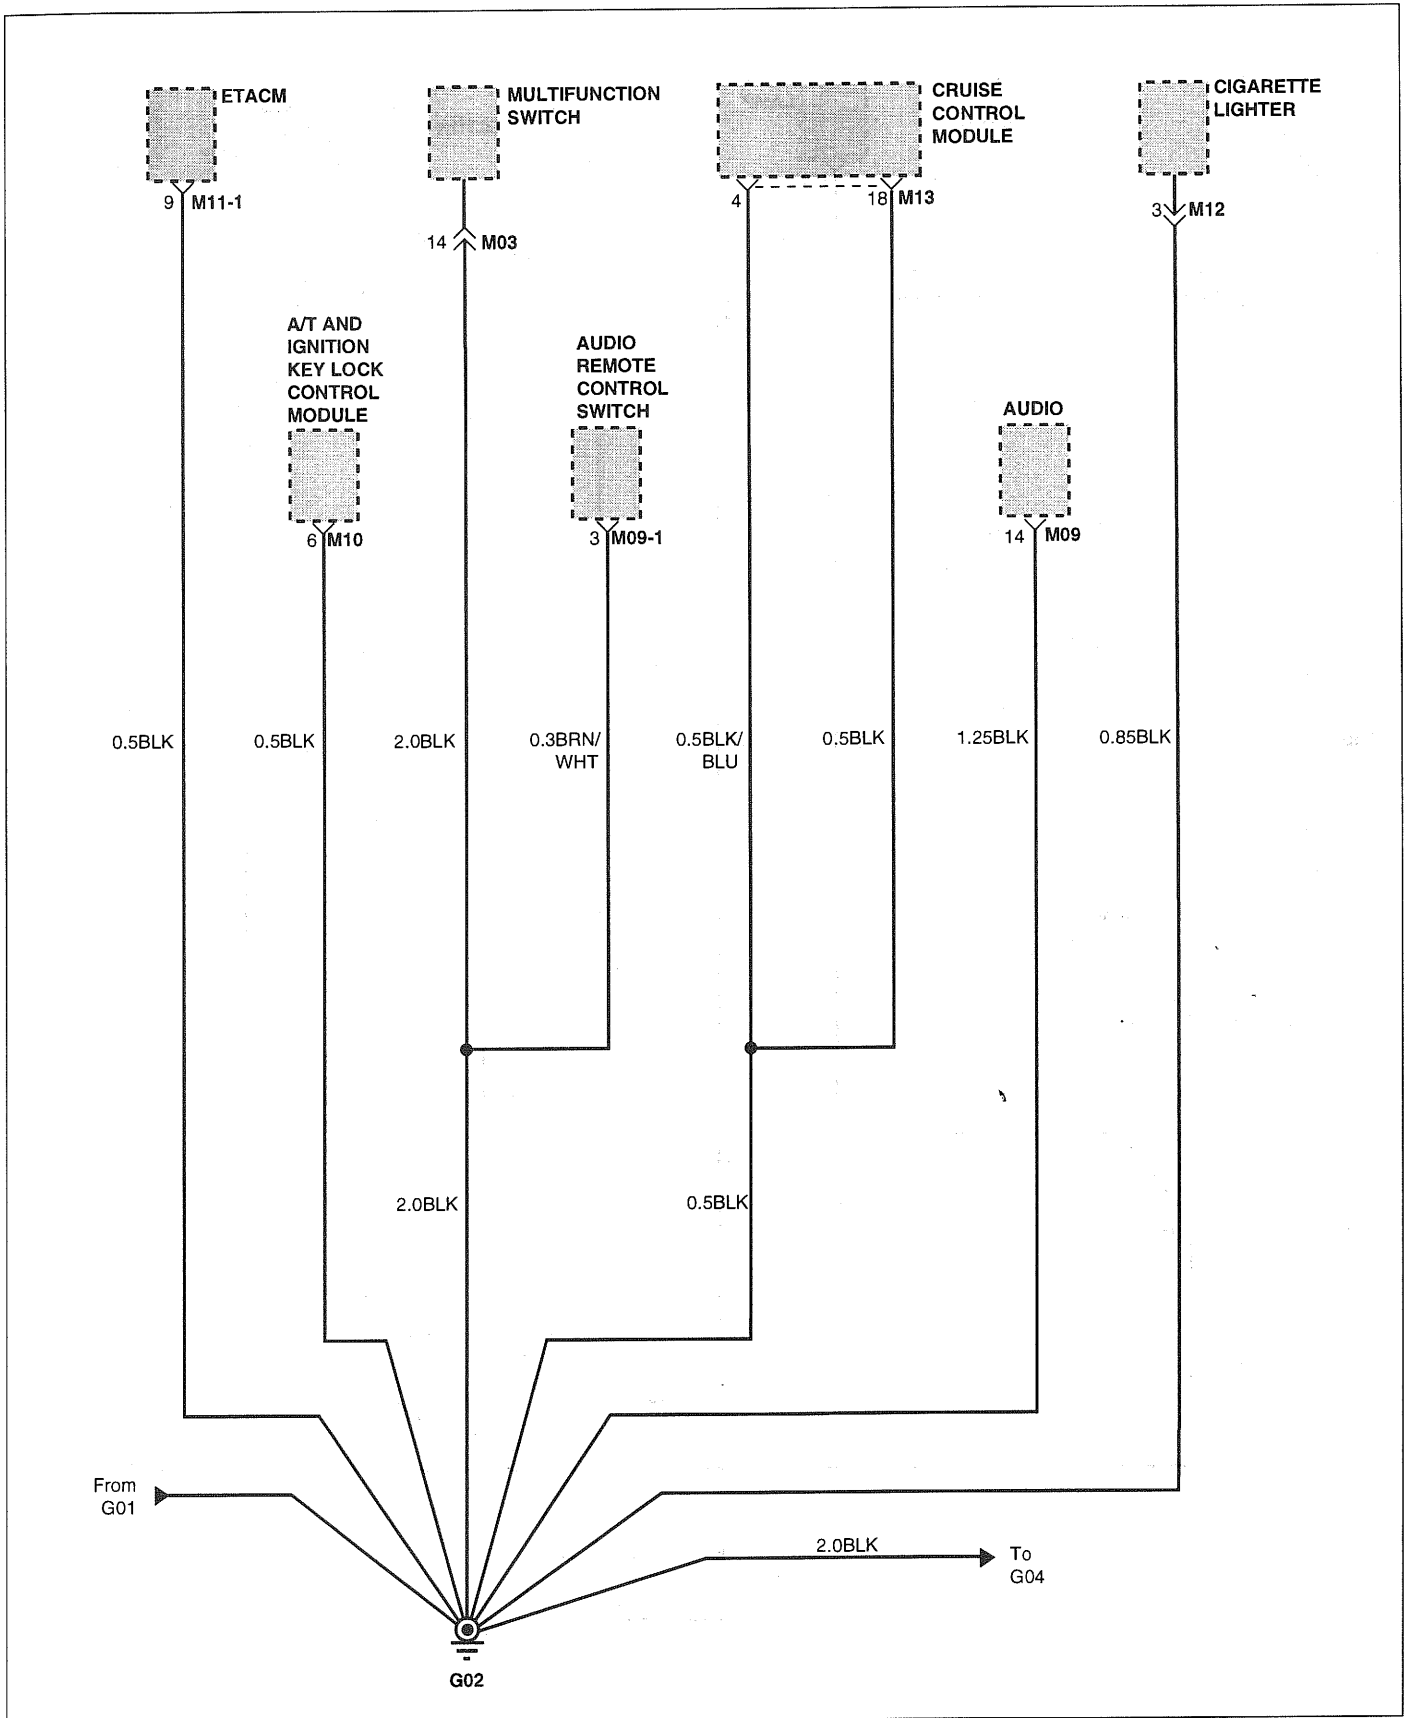 ETACM
MULTIFUNCTION
SWITCH
CRUISE
CONTROL
MODULE
CIGARETTE
LIGHTER
9 M11-1
14 M03
4
18 M13
3 M12
A/T AND
IGNITION
KEY LOCK
CONTROL
MODULE
AUDIO
REMOTE
CONTROL
SWITCH
AUDIO
6 M10
3 M09-1
14 M09
0.5BLK
0.5BLK
2.0BLK
0.3BRN/
WHT
0.5BLK/
BLU
0.5BLK
1.25BLK
0.85BLK
2.0BLK
0.5BLK
From
G01
2.0BLK
To
G04
G02